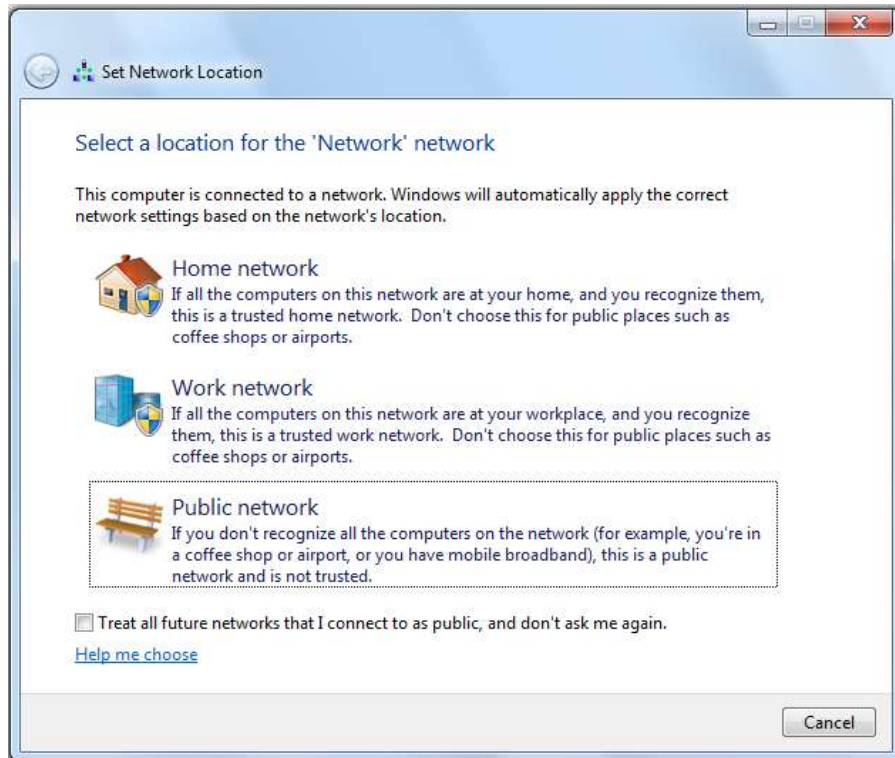 Set Network Location
Select a location for the 'Network' network
This computer is connected to a network. Windows will automatically apply the correct
network settings based on the network's location.
Home network
If all the computers on this network are at your home, and you recognize them,
this is a trusted home network.  Don't choose this for public places such as
coffee shops or airports.
Work network
If all the computers on this network are at your workplace, and you recognize
them, this is a trusted work network.  Don't choose this for public places such as
coffee shops or airports.
Public network
If you don't recognize all the computers on the network (for example, you're in
a coffee shop or airport, or you have mobile broadband), this is a public
network and is not trusted.
Treat all future networks that I connect to as public, and don't ask me again.
Help me choose
Cancel